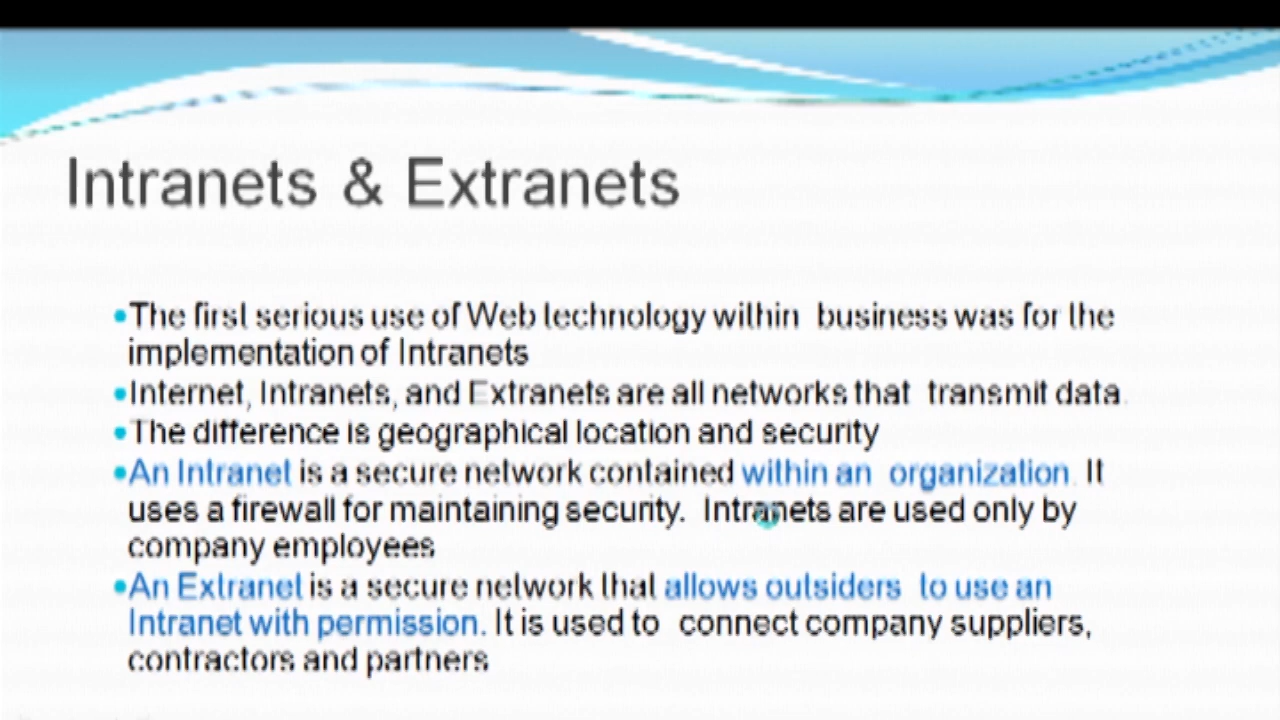 Intranets & Extranets
•The first serious use of Web technology within business was for the
implementation of Intranets
•Internet, Intranets, and Extranets are all networks that transmit data.
•The difference is geographical location and security
•An Intranet is a secure network contained within an organization. It
uses a firewall for maintaining security. Intranets are used only by
company employees
•An Extranet is a secure network that allows outsiders to use an
Intranet with permission. It is used to connect company suppliers,
contractors and partners